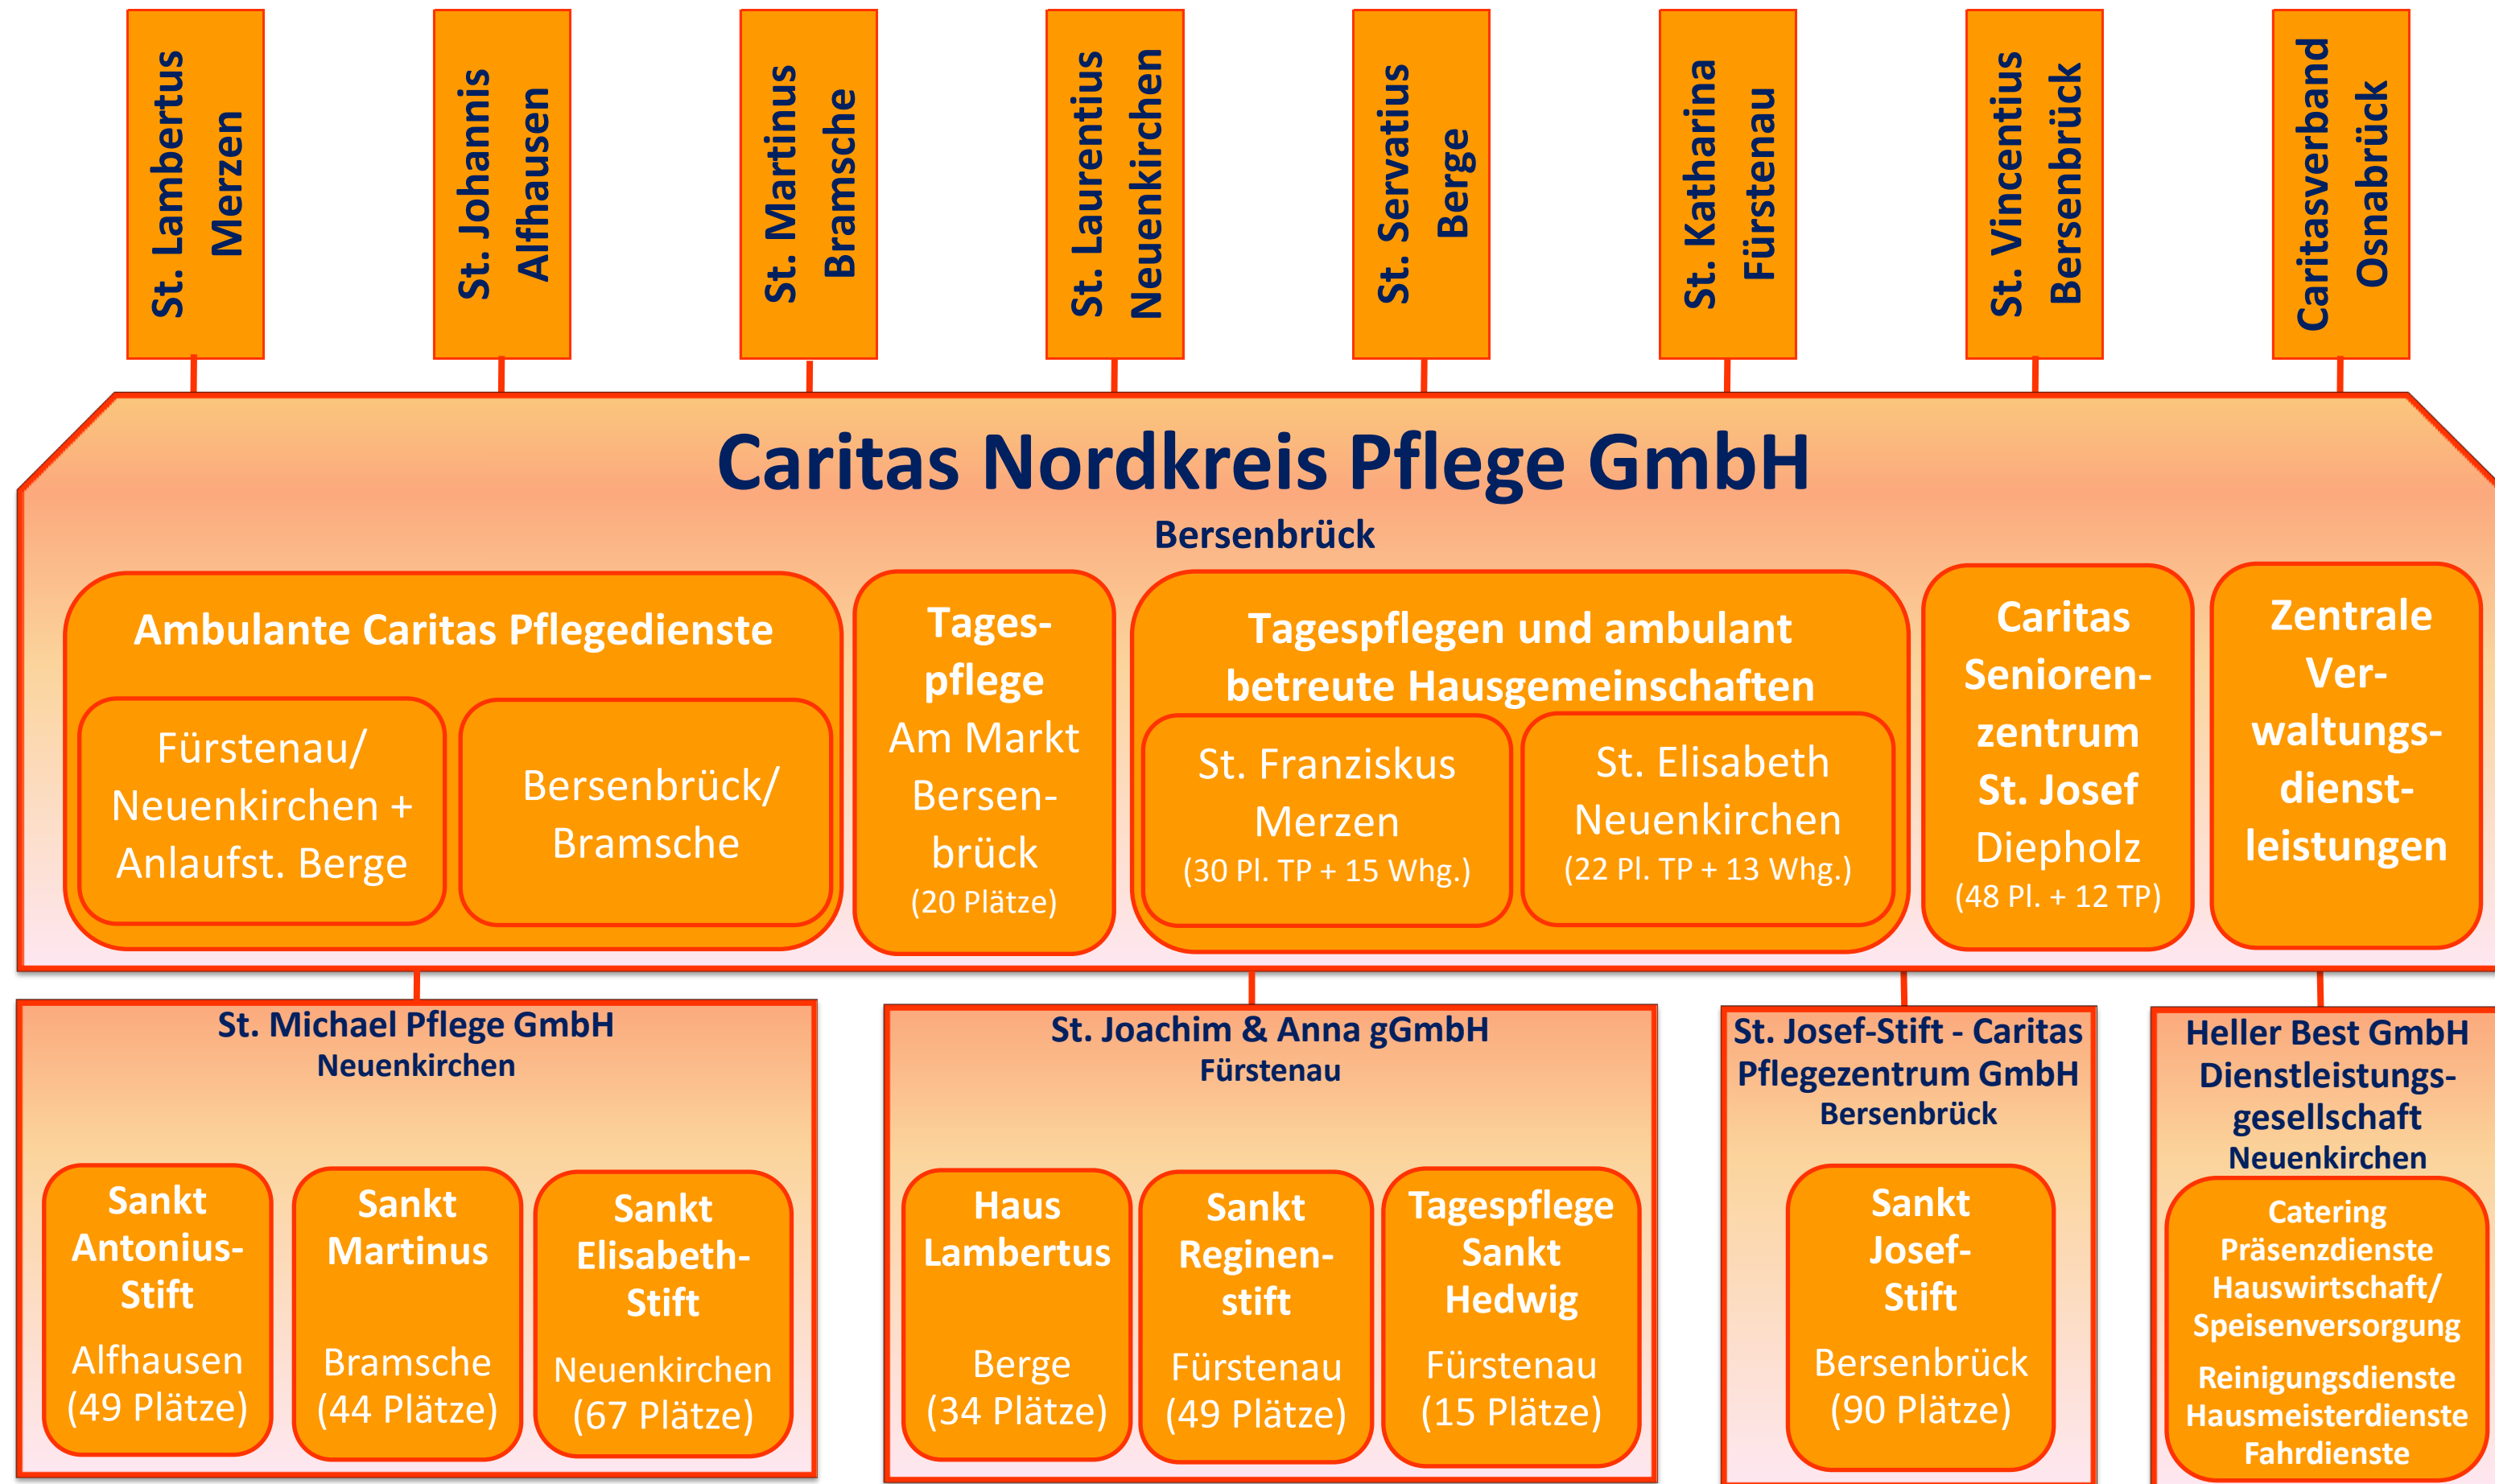 St. Lambertus
Merzen
St. Johannis
Alfhausen
St. Martinus
Bramsche
St. Laurentius
Neuenkirchen
St. Servatius
Berge
St. Katharina
Fürstenau
St. Vincentius
Bersenbrück
Caritasverband
Osnabrück
Caritas Nordkreis Pflege GmbH
Bersenbrück
Ambulante Caritas Pflegedienste
Fürstenau/
Neuenkirchen +
Anlaufst. Berge
Bersenbrück/
Bramsche
Tages-
pflege
Am Markt
Bersen-
brück
(20 Plätze)
Tagespflegen und ambulant
betreute Hausgemeinschaften
St. Franziskus
Merzen
(30 Pl. TP + 15 Whg.)
St. Elisabeth
Neuenkirchen
(22 Pl. TP + 13 Whg.)
Caritas
Senioren-
zentrum
St. Josef
Diepholz
(48 Pl. + 12 TP)
Zentrale
Ver-
waltungs-
dienst-
leistungen
St. Michael Pflege GmbH
Neuenkirchen
Sankt
Antonius-
Stift
Alfhausen
(49 Plätze)
Sankt
Martinus
Bramsche
(44 Plätze)
Sankt
Elisabeth-
Stift
Neuenkirchen
(67 Plätze)
St. Joachim & Anna gGmbH
Fürstenau
Haus
Lambertus
Berge
(34 Plätze)
Sankt
Reginen-
stift
Fürstenau
(49 Plätze)
Tagespflege
Sankt
Hedwig
Fürstenau
(15 Plätze)
St. Josef-Stift - Caritas
Pflegezentrum GmbH
Bersenbrück
Sankt
Josef-
Stift
Bersenbrück
(90 Plätze)
Heller Best GmbH
Dienstleistungs-
gesellschaft
Neuenkirchen
Catering
Präsenzdienste
Hauswirtschaft/
Speisenversorgung
Reinigungsdienste
Hausmeisterdienste
Fahrdienste